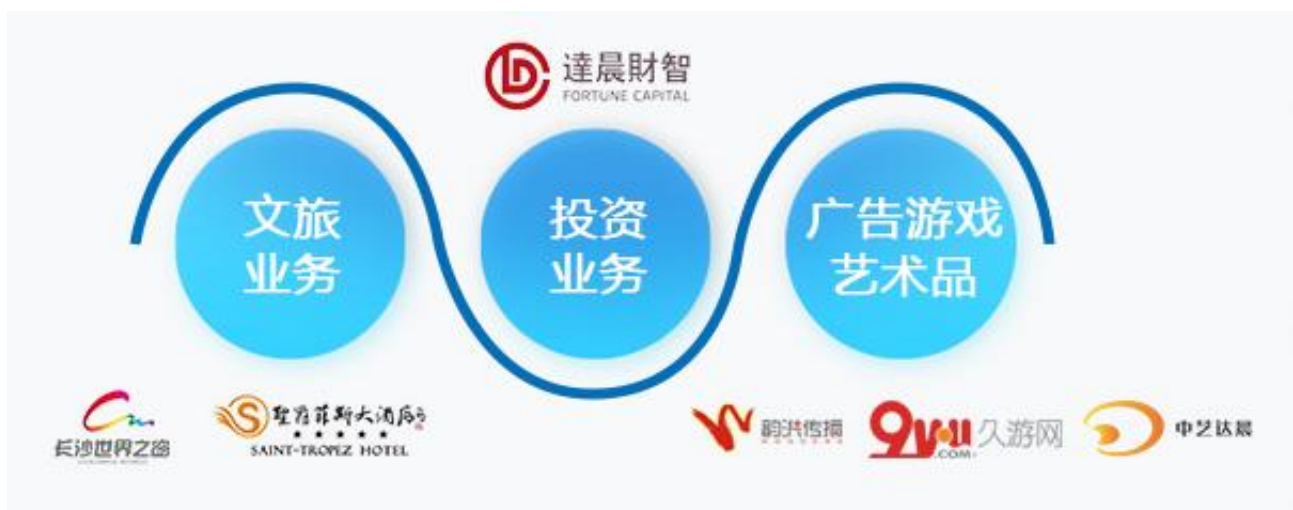 達晨財智
FORTUNE CAPITAL
文旅
业务
投资
业务
广告游戏
艺术品
长沙世界之窗
聖爵菲斯大酒店
SAINT-TROPEZ HOTEL
韵洪传播
9you
.COM
久游网
中艺达晨